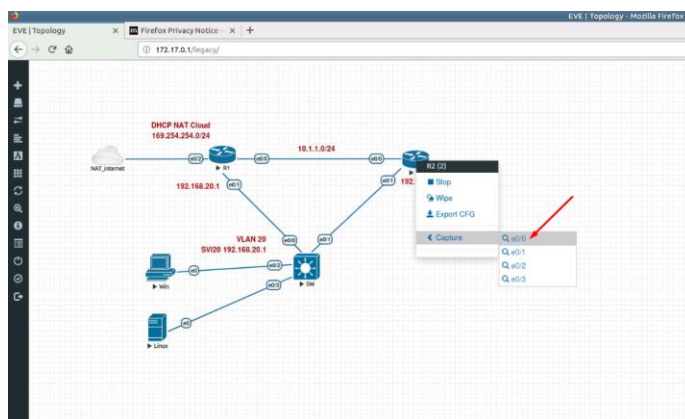 EVE | Topology - Mozilla Firefox
EVE | Topology
Firefox Privacy Notice
172.17.0.1/legacy/
DHCP NAT Cloud
169.254.254.0/24
10.1.1.0/24
NAT_internet
e0/2
e0/0
e0/0
R1
R2 (2)
Stop
Wipe
Export CFG
Capture
e0/0
e0/1
e0/2
e0/3
192.168.20.1
e0/1
e0/1
192.
VLAN 20
SVI20 192.168.20.1
e0/0
e0/1
e0/2
e0/3
SW
e0
Win
e0
Linux